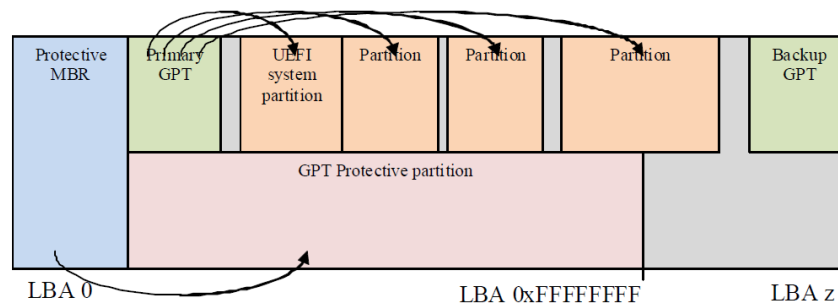 Protective
MBR
Primary
GPT
UEFI
system
partition
Partition
Partition
Partition
Backup
GPT
GPT Protective partition
LBA 0
LBA 0xFFFFFFFF
LBA z